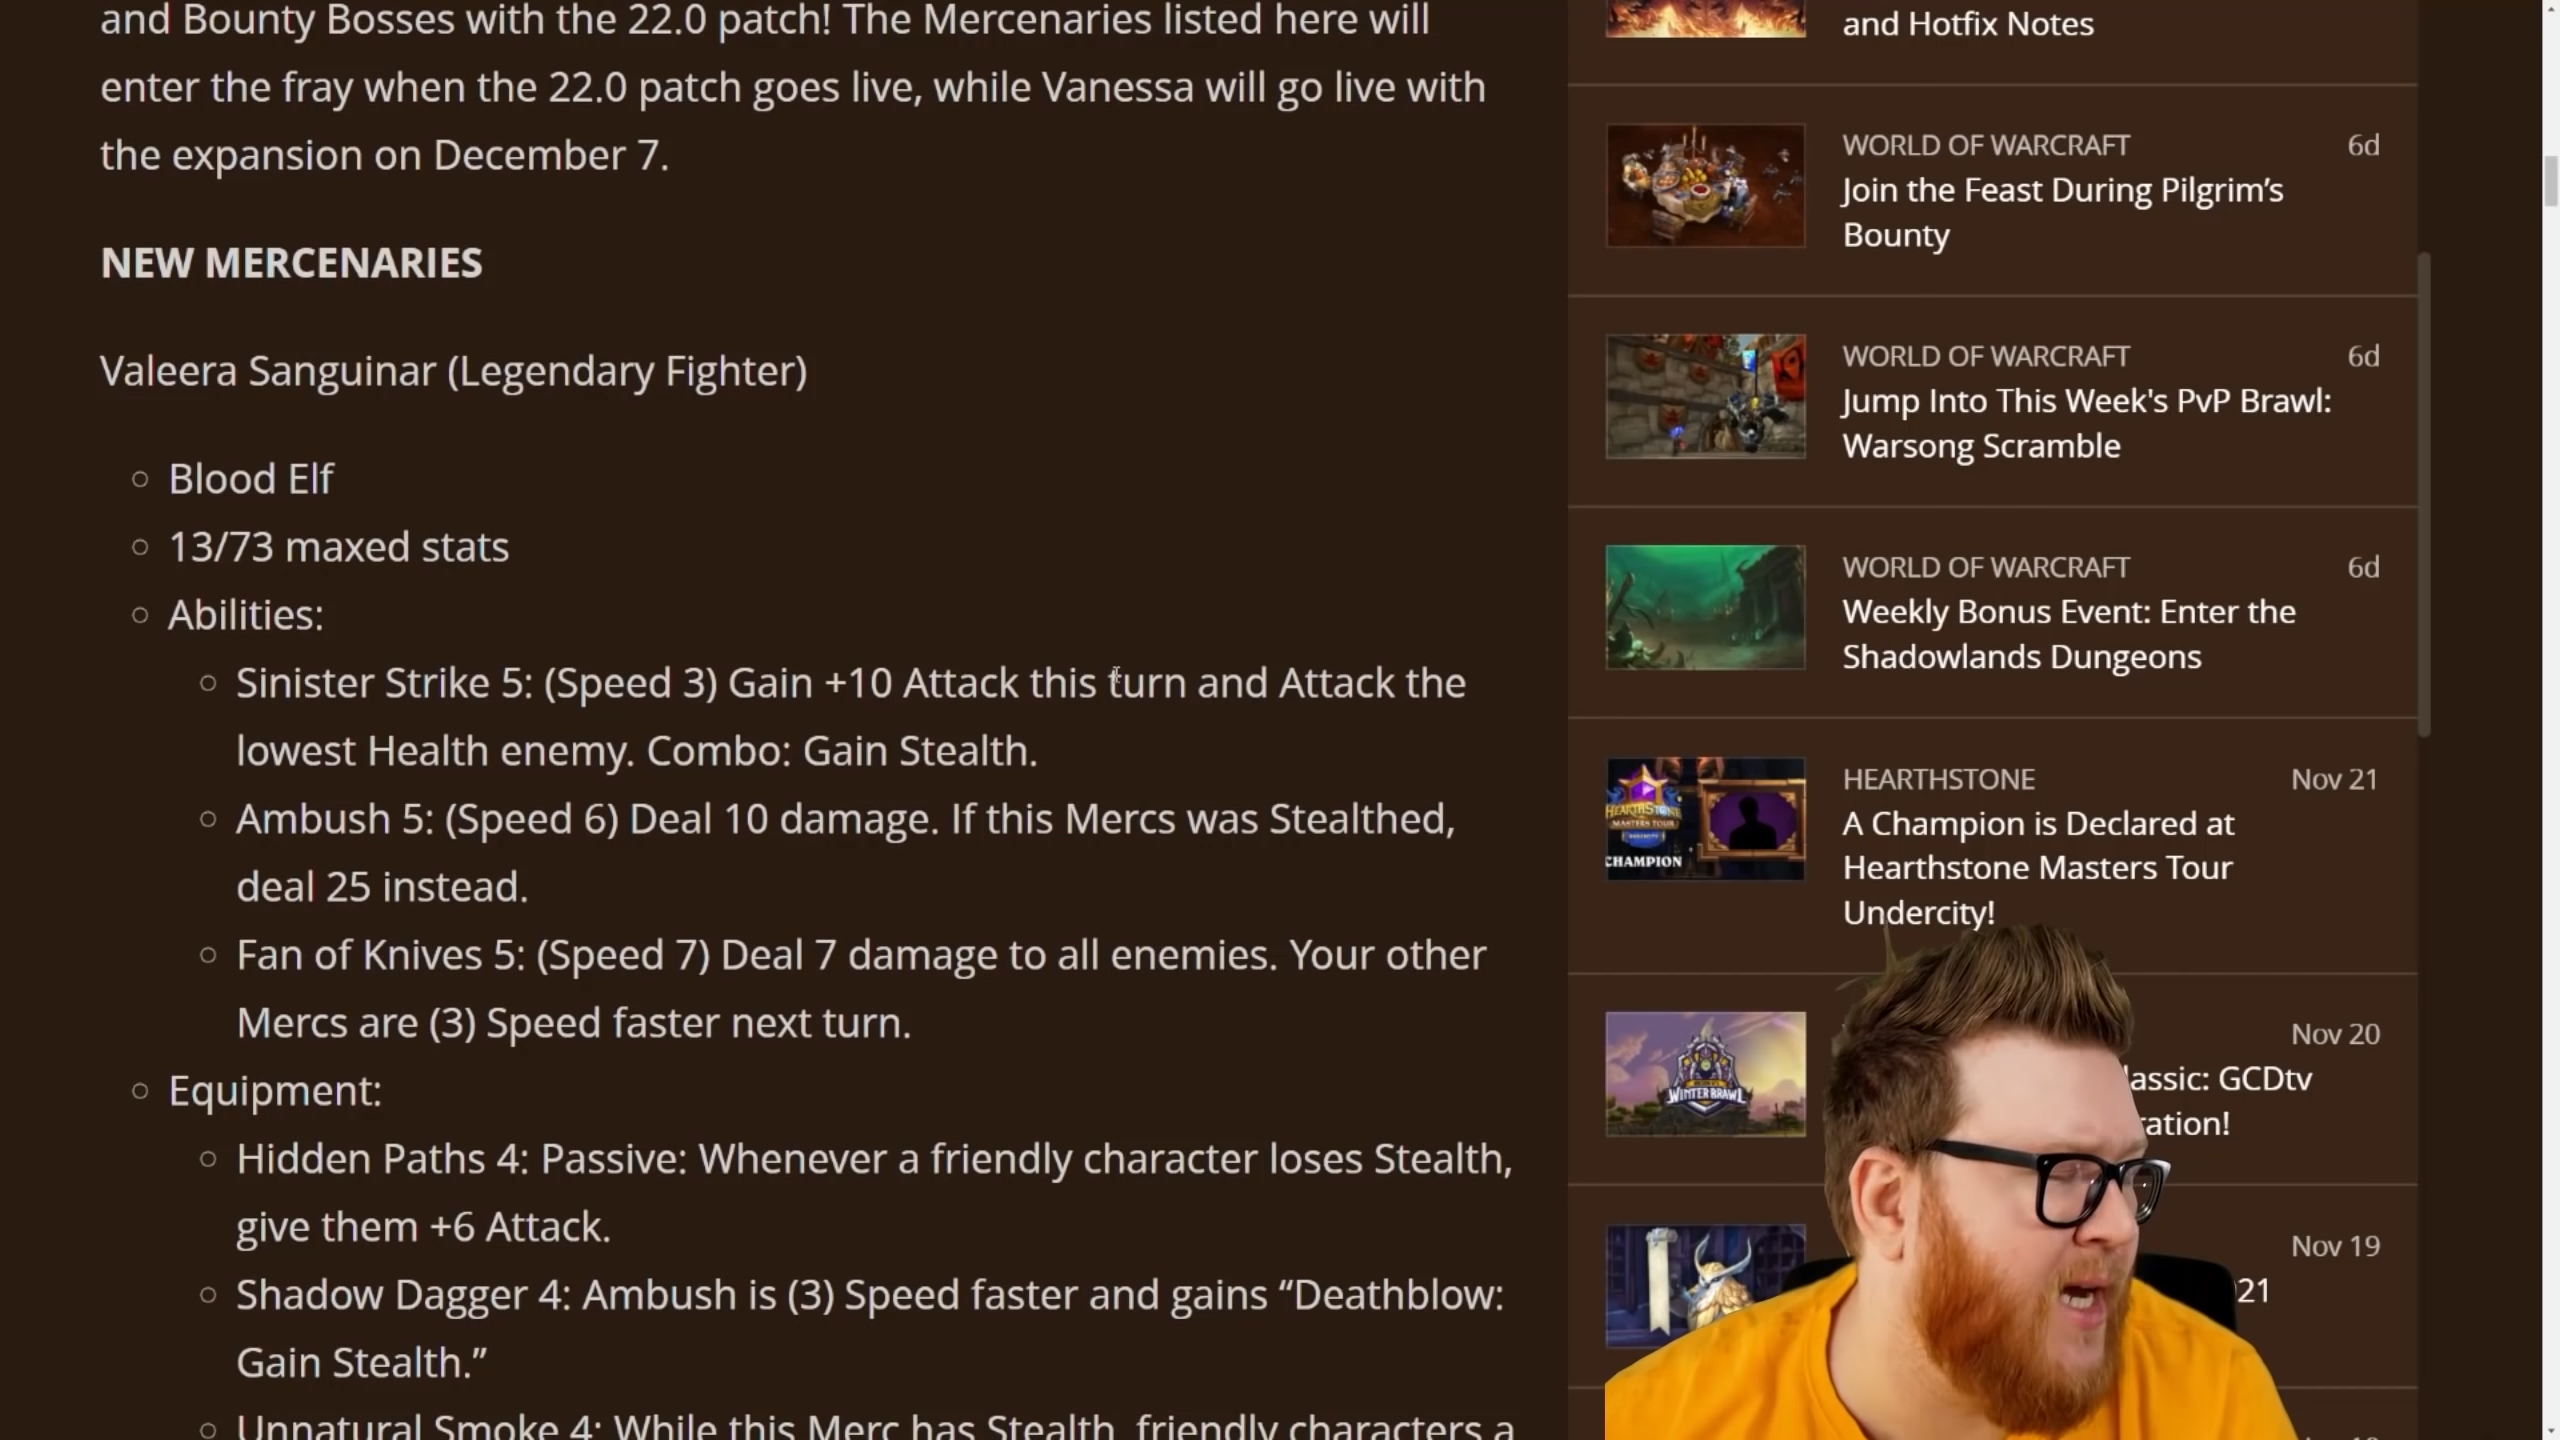 and Bounty Bosses with the 22.0 patch! The Mercenaries listed here will
enter the fray when the 22.0 patch goes live, while Vanessa will go live with
the expansion on December 7.
NEW MERCENARIES
Valeera Sanguinar (Legendary Fighter)
Blood Elf
13/73 maxed stats
Abilities:
Sinister Strike 5: (Speed 3) Gain +10 Attack this turn and Attack the
lowest Health enemy. Combo: Gain Stealth.
Ambush 5: (Speed 6) Deal 10 damage. If this Mercs was Stealthed,
deal 25 instead.
Fan of Knives 5: (Speed 7) Deal 7 damage to all enemies. Your other
Mercs are (3) Speed faster next turn.
Equipment:
Hidden Paths 4: Passive: Whenever a friendly character loses Stealth,
give them +6 Attack.
Shadow Dagger 4: Ambush is (3) Speed faster and gains “Deathblow:
Gain Stealth.”
Unnatural Smoke 4: While this Merc has Stealth, friendly characters a
and Hotfix Notes
WORLD OF WARCRAFT 6d
Join the Feast During Pilgrim’s
Bounty
WORLD OF WARCRAFT 6d
Jump Into This Week's PvP Brawl:
Warsong Scramble
WORLD OF WARCRAFT 6d
Weekly Bonus Event: Enter the
Shadowlands Dungeons
HEARTHSTONE Nov 21
A Champion is Declared at
Hearthstone Masters Tour
Undercity!
HEARTHSTONE
MASTERS TOUR
CHAMPION
Nov 20
lassic: GCDtv
ration!
WINTER BRAWL
Nov 19
21